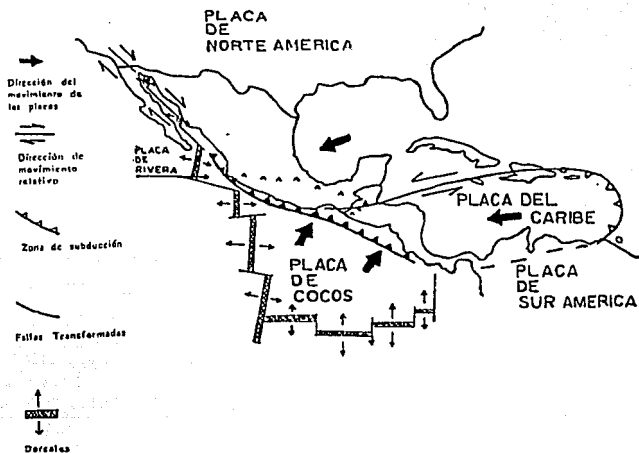 PLACA
DE
NORTE AMERICA
Dirección del
movimiento de
las placas
Dirección de
movimiento
relativo
PLACA
DE
RIVERA
PLACA DEL
CARIBE
Zona de subducción
PLACA
DE
COCOS
PLACA
DE
SUR AMERICA
Fallas Transformadas
Dorsales